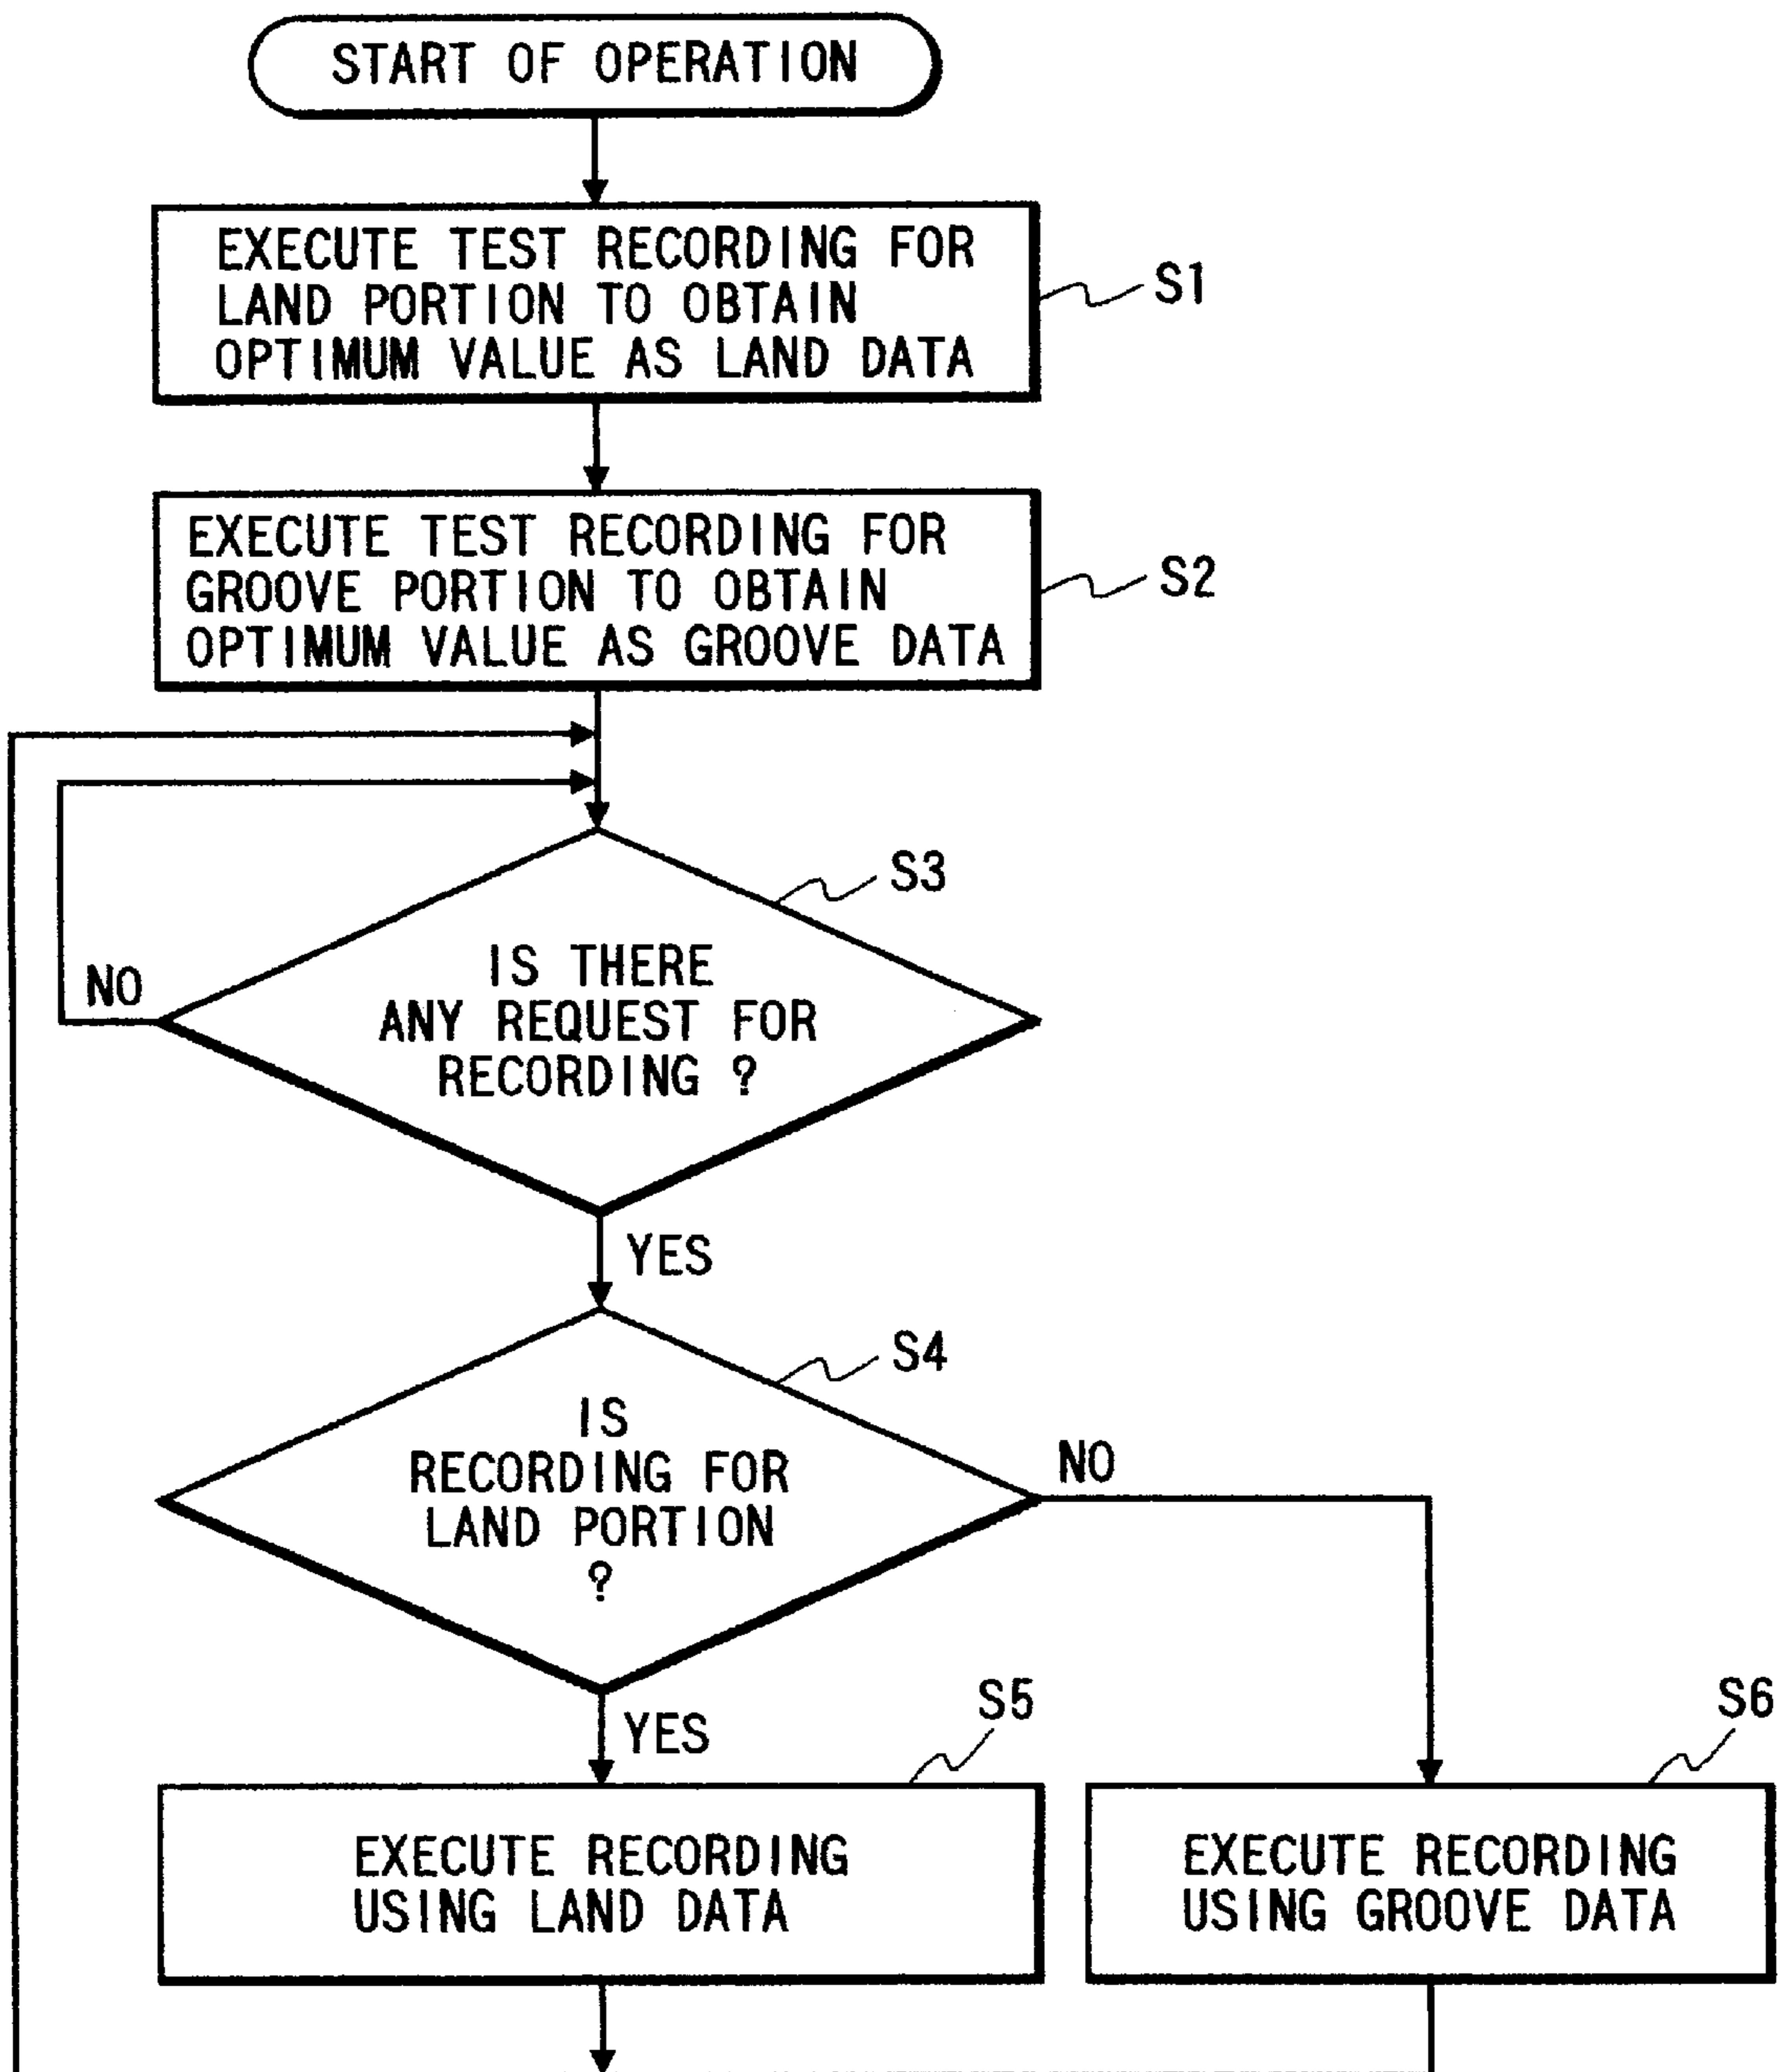 START OF OPERATION
EXECUTE TEST RECORDING FOR
LAND PORTION TO OBTAIN
OPTIMUM VALUE AS LAND DATA
S1
EXECUTE TEST RECORDING FOR
GROOVE PORTION TO OBTAIN
OPTIMUM VALUE AS GROOVE DATA
S2
S3
IS THERE
ANY REQUEST FOR
RECORDING ?
NO
YES
S4
IS
RECORDING FOR
LAND PORTION
?
NO
YES
S5
S6
EXECUTE RECORDING
USING LAND DATA
EXECUTE RECORDING
USING GROOVE DATA